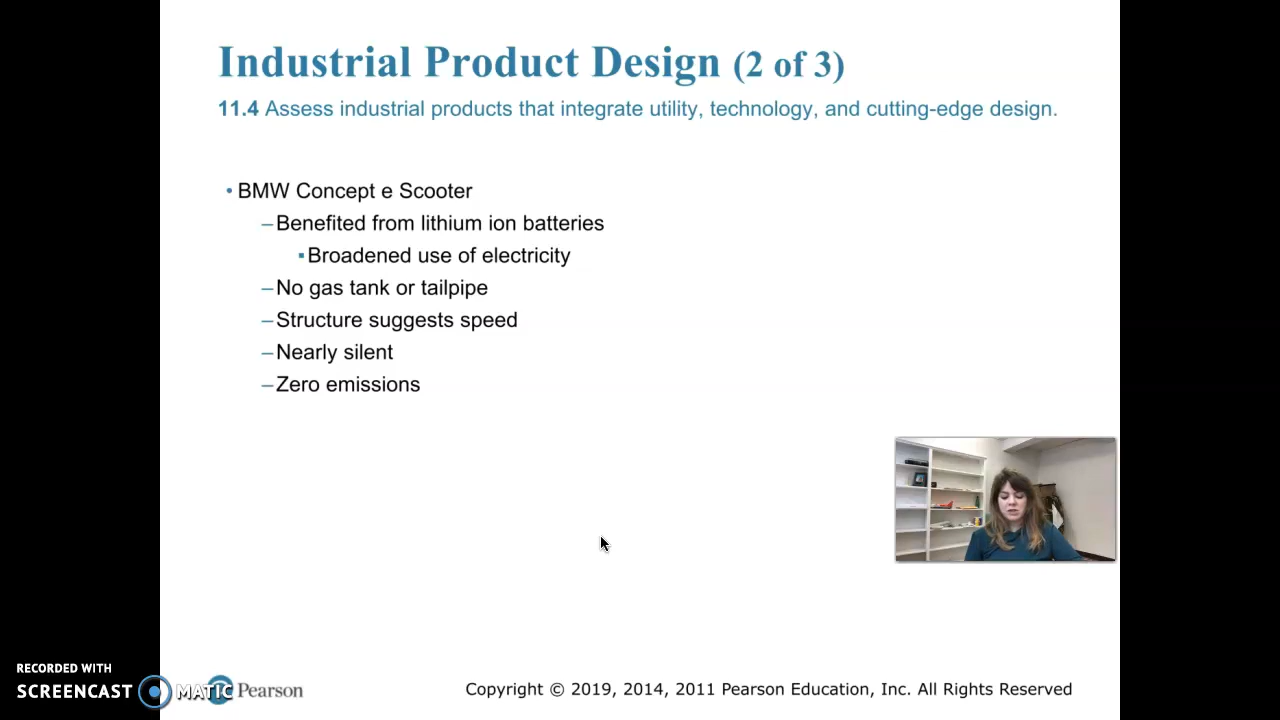 Industrial Product Design (2 of 3)
11.4 Assess industrial products that integrate utility, technology, and cutting-edge design.
• BMW Concept e Scooter
–Benefited from lithium ion batteries
▪Broadened use of electricity
–No gas tank or tailpipe
–Structure suggests speed
–Nearly silent
–Zero emissions
RECORDED WITH
SCREENCAST MATIC
Pearson
Copyright © 2019, 2014, 2011 Pearson Education, Inc. All Rights Reserved